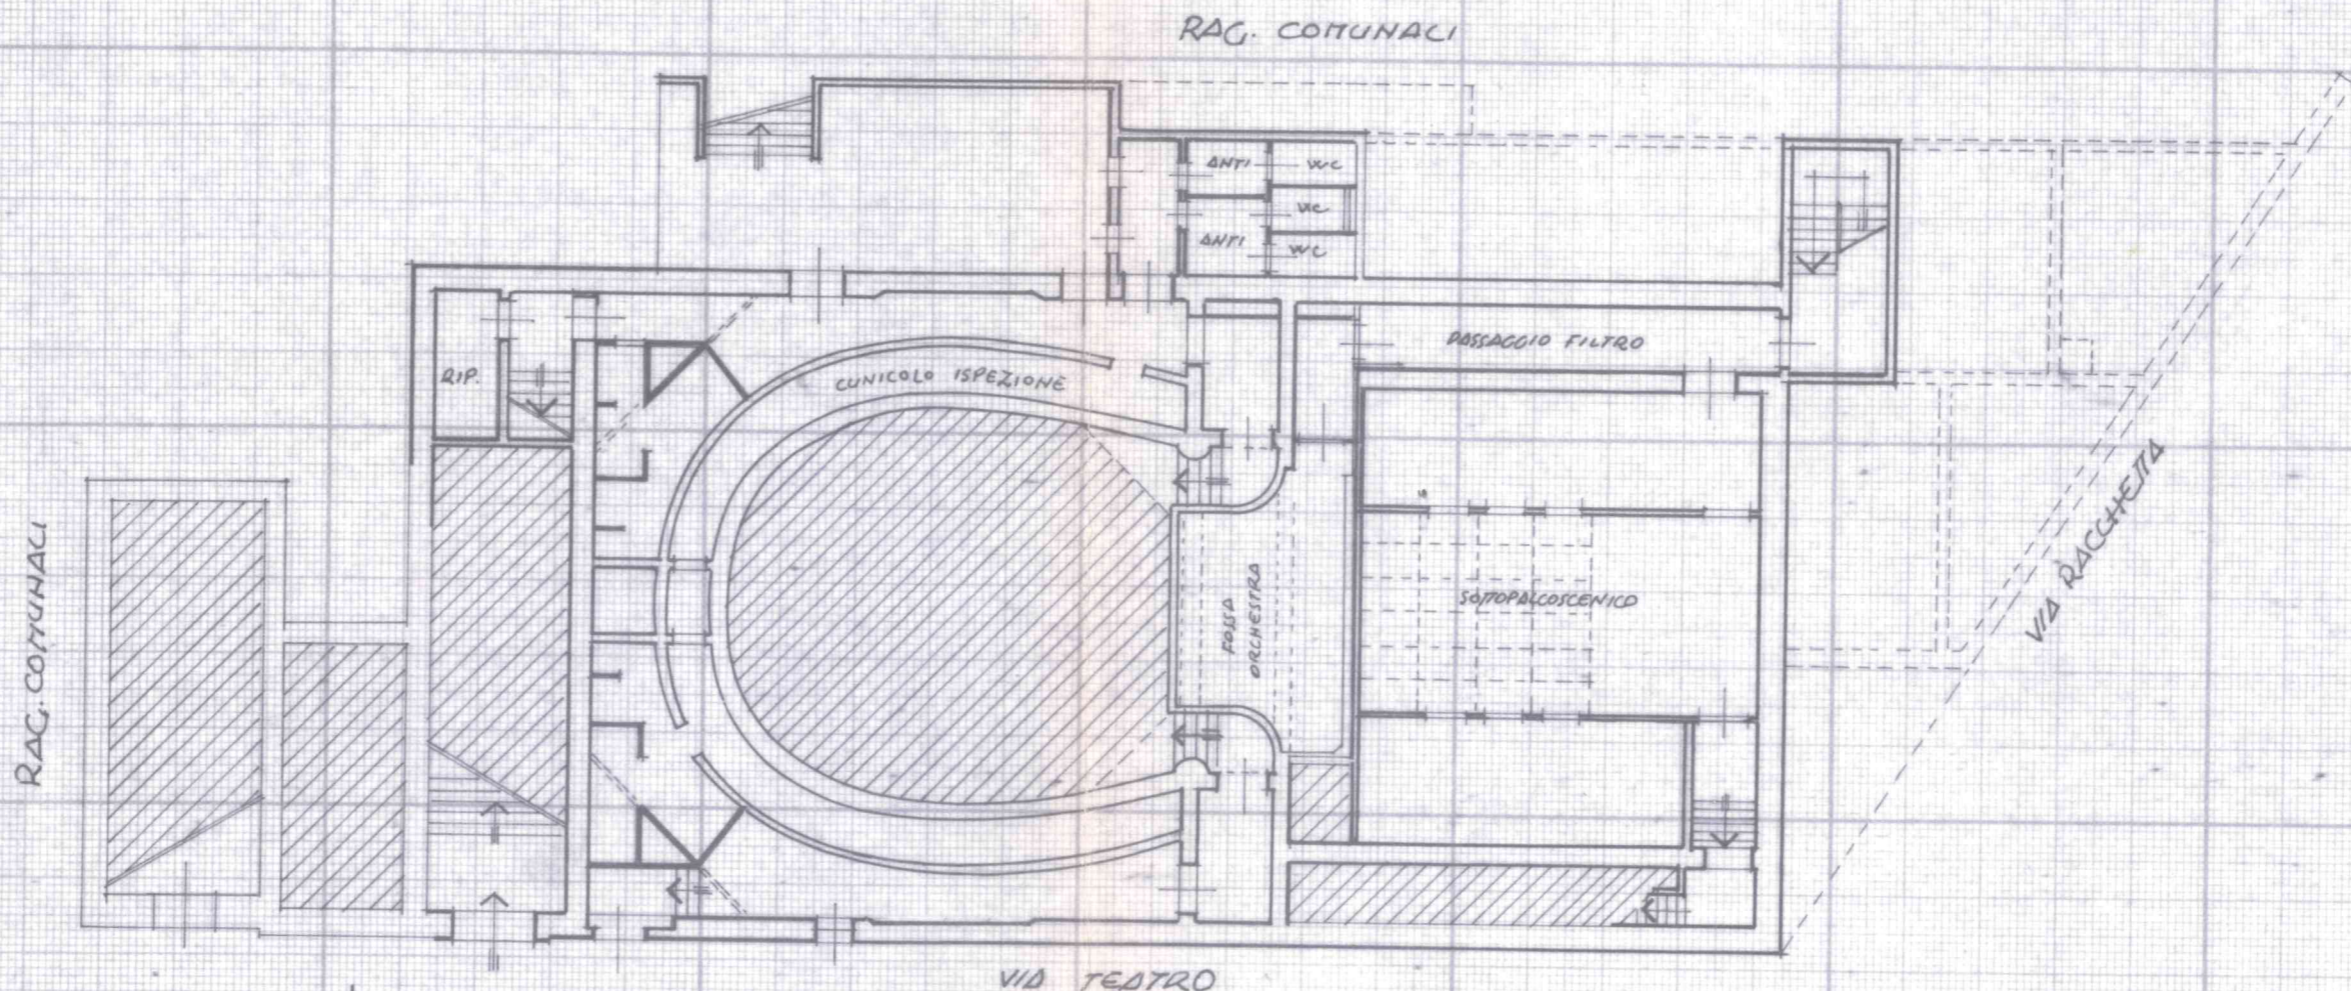 RAG. COMUNALI
ANTI WC
WC
ANTI WC
PASSAGGIO FILTRO
RIP.
CUNICOLO ISPEZIONE
RAG. COMUNALI
FOSSA
ORCHESTRA
SOTTOPALCOSCENICO
VIA RACCHETTA
VIA TEATRO